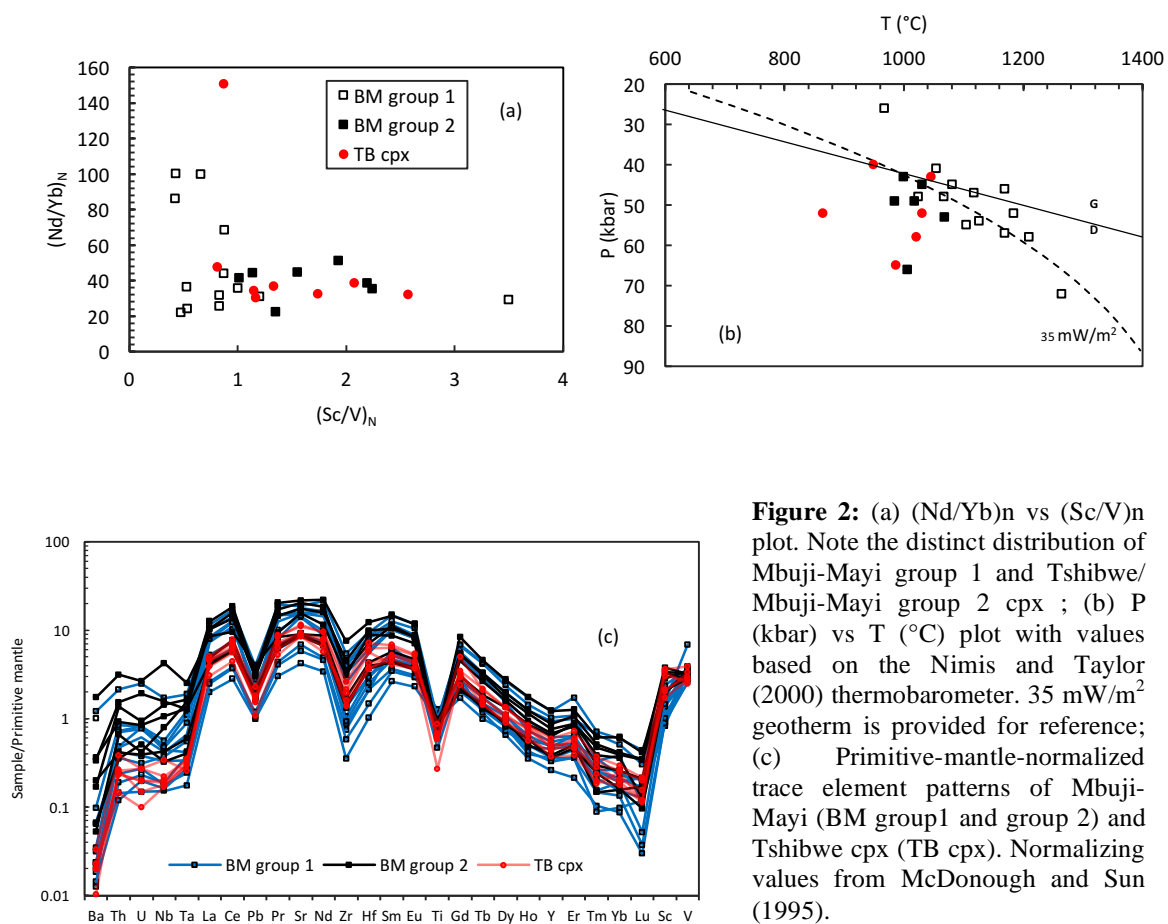 T (°C)
600 800 1000 1200 1400
160
140
120
100
80
60
40
20
0
(Nd/Yb)N
BM group 1
BM group 2
TB cpx
(a)
0 1 2 3 4
(Sc/V)N
20
30
40
50
60
70
80
90
P (kbar)
G
D
(b)
35 mW/m2
100
10
1
0.1
0.01
Sample/Primitive mantle
(c)
BM group 1 BM group 2 TB cpx
Ba Th U Nb Ta La Ce Pb Pr Sr Nd Zr Hf Sm Eu Ti Gd Tb Dy Ho Y Er Tm Yb Lu Sc V
Figure 2: (a) (Nd/Yb)n vs (Sc/V)n
plot. Note the distinct distribution of
Mbuji-Mayi group 1 and Tshibwe/
Mbuji-Mayi group 2 cpx ; (b) P
(kbar) vs T (°C) plot with values
based on the Nimis and Taylor
(2000) thermobarometer. 35 mW/m2
geotherm is provided for reference;
(c) Primitive-mantle-normalized
trace element patterns of Mbuji-
Mayi (BM group1 and group 2) and
Tshibwe cpx (TB cpx). Normalizing
values from McDonough and Sun
(1995).